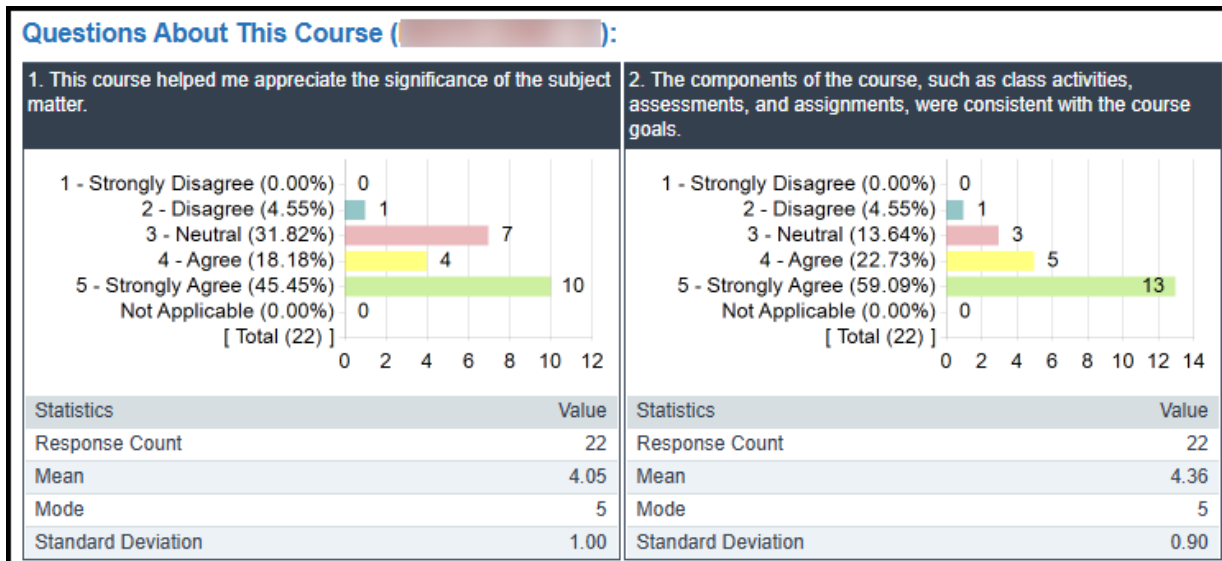 Questions About This Course ( ):
1. This course helped me appreciate the significance of the subject
matter.
1 - Strongly Disagree (0.00%) 0
2 - Disagree (4.55%) 1
3 - Neutral (31.82%) 7
4 - Agree (18.18%) 4
5 - Strongly Agree (45.45%) 10
Not Applicable (0.00%) 0
[ Total (22) ]
0 2 4 6 8 10 12
Statistics Value
Response Count 22
Mean 4.05
Mode 5
Standard Deviation 1.00
2. The components of the course, such as class activities,
assessments, and assignments, were consistent with the course
goals.
1 - Strongly Disagree (0.00%) 0
2 - Disagree (4.55%) 1
3 - Neutral (13.64%) 3
4 - Agree (22.73%) 5
5 - Strongly Agree (59.09%) 13
Not Applicable (0.00%) 0
[ Total (22) ]
0 2 4 6 8 10 12 14
Statistics Value
Response Count 22
Mean 4.36
Mode 5
Standard Deviation 0.90